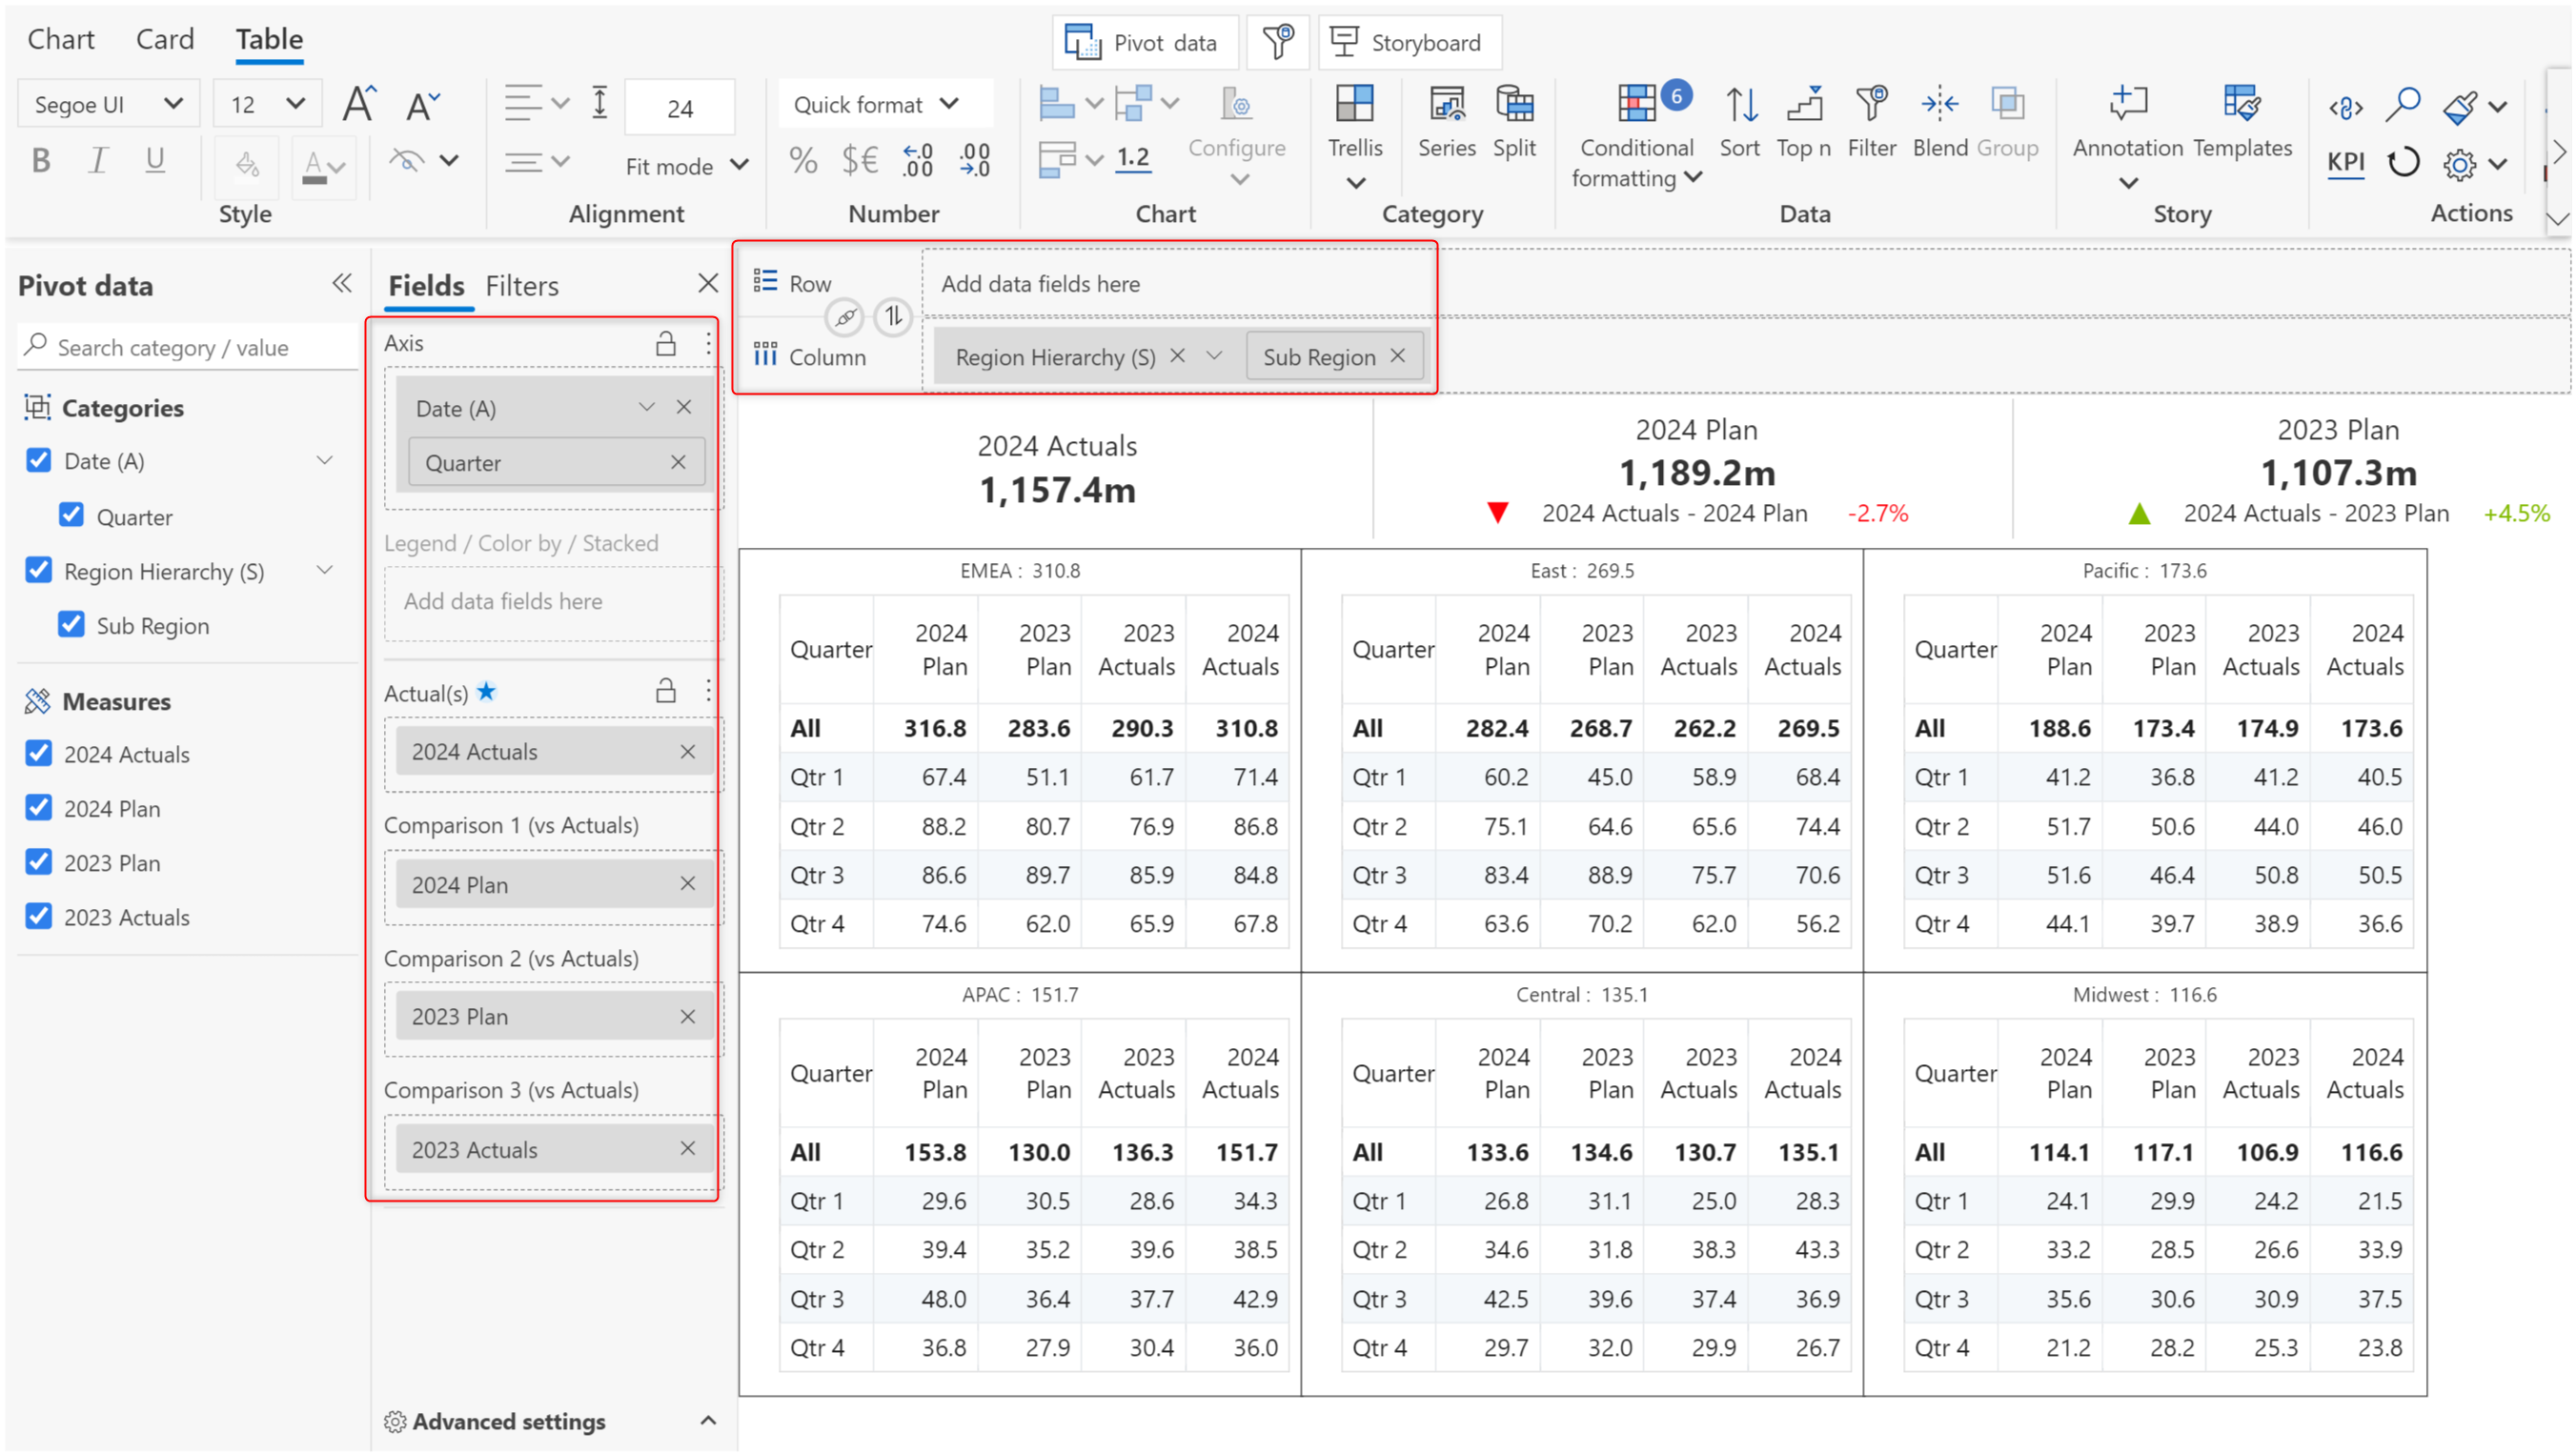 Chart Card Table
Pivot data
Storyboard
Segoe UI 12
24
Quick format
Conditional formatting 6
B I U
A
Fit mode
% $€ ←.0 .00 .00 →.0
1.2
Configure
Trellis
Series
Split
Sort
Top n
Filter
Blend
Group
Annotation
Templates
KPI
Style
Alignment
Number
Chart
Category
Data
Story
Actions
Pivot data
Search category / value
Categories
Date (A)
Quarter
Region Hierarchy (S)
Sub Region
Measures
2024 Actuals
2024 Plan
2023 Plan
2023 Actuals
Fields Filters
Axis
Date (A)
Quarter
Legend / Color by / Stacked
Add data fields here
Actual(s)
2024 Actuals
Comparison 1 (vs Actuals)
2024 Plan
Comparison 2 (vs Actuals)
2023 Plan
Comparison 3 (vs Actuals)
2023 Actuals
Advanced settings
Row Add data fields here
Column Region Hierarchy (S) Sub Region
2024 Actuals
1,157.4m
2024 Plan
1,189.2m
2024 Actuals - 2024 Plan -2.7%
2023 Plan
1,107.3m
2024 Actuals - 2023 Plan +4.5%
EMEA : 310.8
Quarter 2024 Plan 2023 Plan 2023 Actuals 2024 Actuals
All 316.8 283.6 290.3 310.8
Qtr 1 67.4 51.1 61.7 71.4
Qtr 2 88.2 80.7 76.9 86.8
Qtr 3 86.6 89.7 85.9 84.8
Qtr 4 74.6 62.0 65.9 67.8
East : 269.5
Quarter 2024 Plan 2023 Plan 2023 Actuals 2024 Actuals
All 282.4 268.7 262.2 269.5
Qtr 1 60.2 45.0 58.9 68.4
Qtr 2 75.1 64.6 65.6 74.4
Qtr 3 83.4 88.9 75.7 70.6
Qtr 4 63.6 70.2 62.0 56.2
Pacific : 173.6
Quarter 2024 Plan 2023 Plan 2023 Actuals 2024 Actuals
All 188.6 173.4 174.9 173.6
Qtr 1 41.2 36.8 41.2 40.5
Qtr 2 51.7 50.6 44.0 46.0
Qtr 3 51.6 46.4 50.8 50.5
Qtr 4 44.1 39.7 38.9 36.6
APAC : 151.7
Quarter 2024 Plan 2023 Plan 2023 Actuals 2024 Actuals
All 153.8 130.0 136.3 151.7
Qtr 1 29.6 30.5 28.6 34.3
Qtr 2 39.4 35.2 39.6 38.5
Qtr 3 48.0 36.4 37.7 42.9
Qtr 4 36.8 27.9 30.4 36.0
Central : 135.1
Quarter 2024 Plan 2023 Plan 2023 Actuals 2024 Actuals
All 133.6 134.6 130.7 135.1
Qtr 1 26.8 31.1 25.0 28.3
Qtr 2 34.6 31.8 38.3 43.3
Qtr 3 42.5 39.6 37.4 36.9
Qtr 4 29.7 32.0 29.9 26.7
Midwest : 116.6
Quarter 2024 Plan 2023 Plan 2023 Actuals 2024 Actuals
All 114.1 117.1 106.9 116.6
Qtr 1 24.1 29.9 24.2 21.5
Qtr 2 33.2 28.5 26.6 33.9
Qtr 3 35.6 30.6 30.9 37.5
Qtr 4 21.2 28.2 25.3 23.8